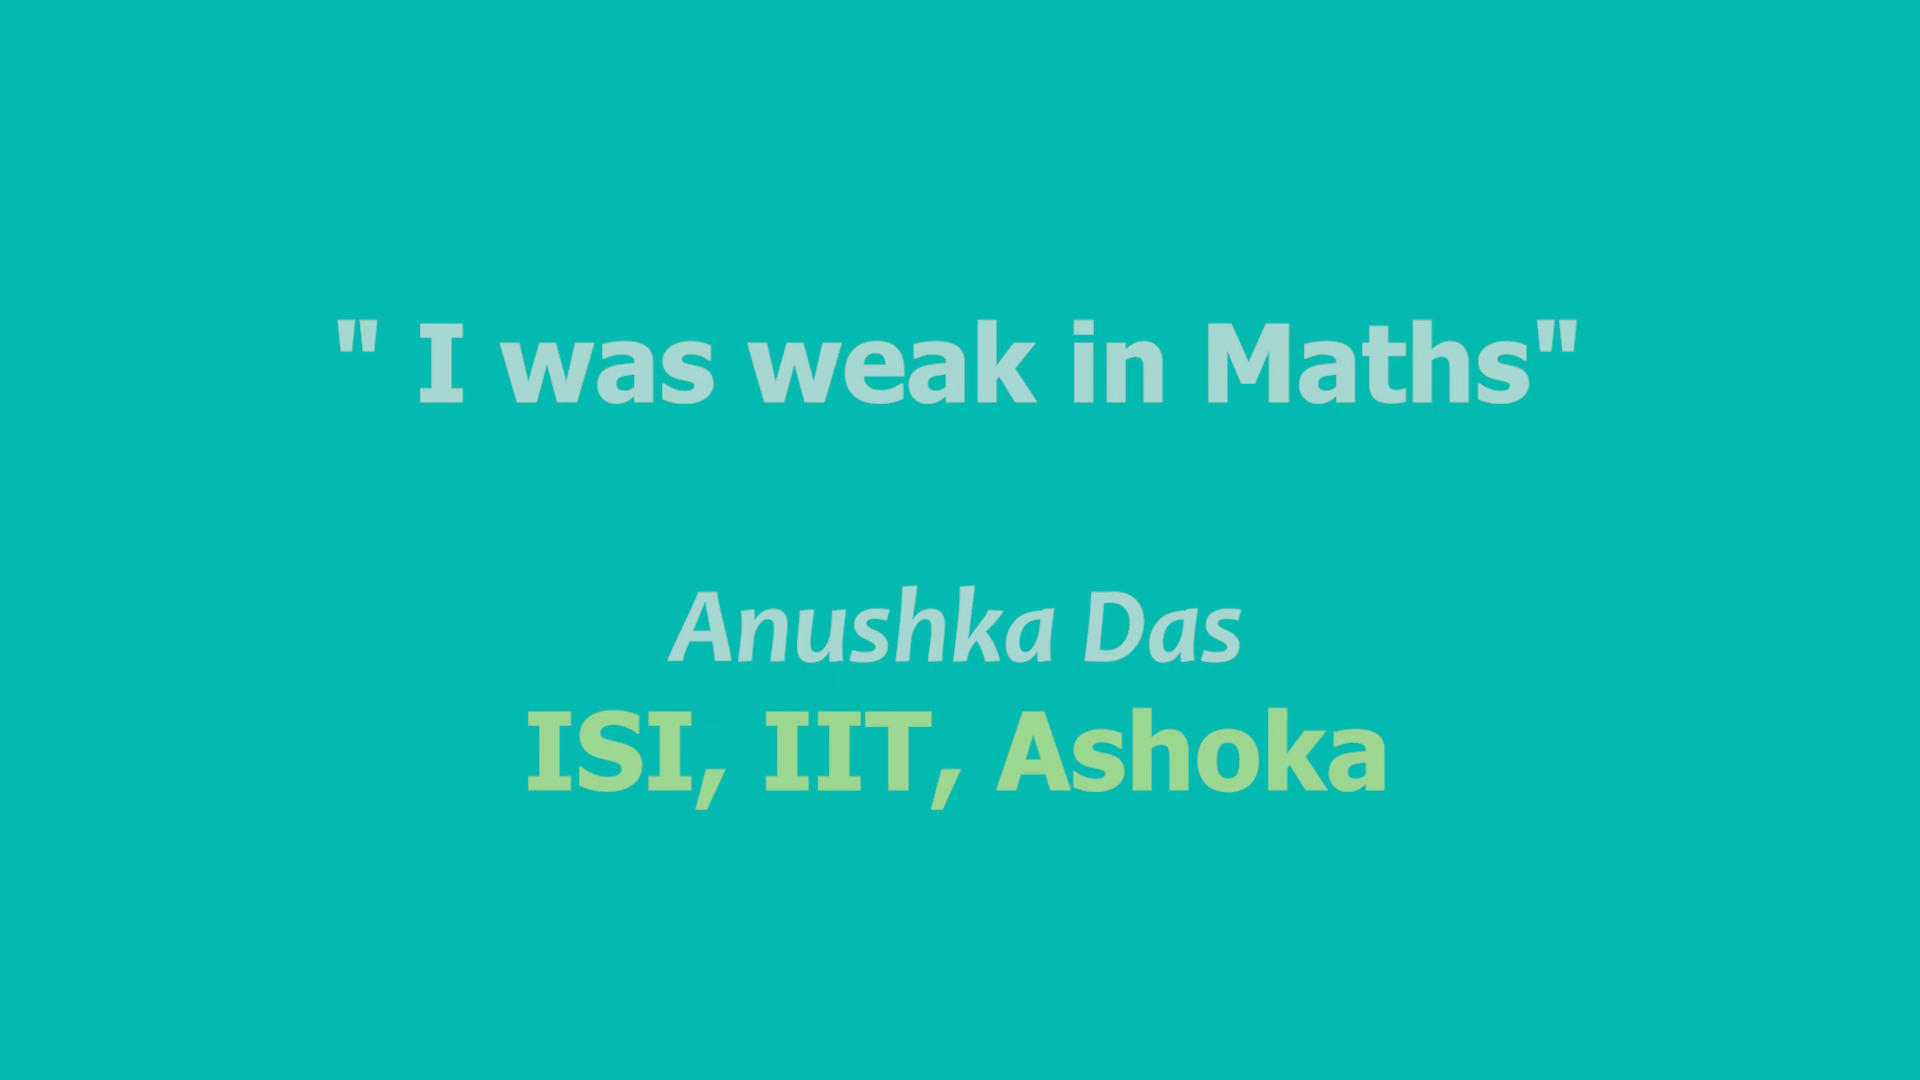 " I was weak in Maths"
Anushka Das
ISI, IIT, Ashoka